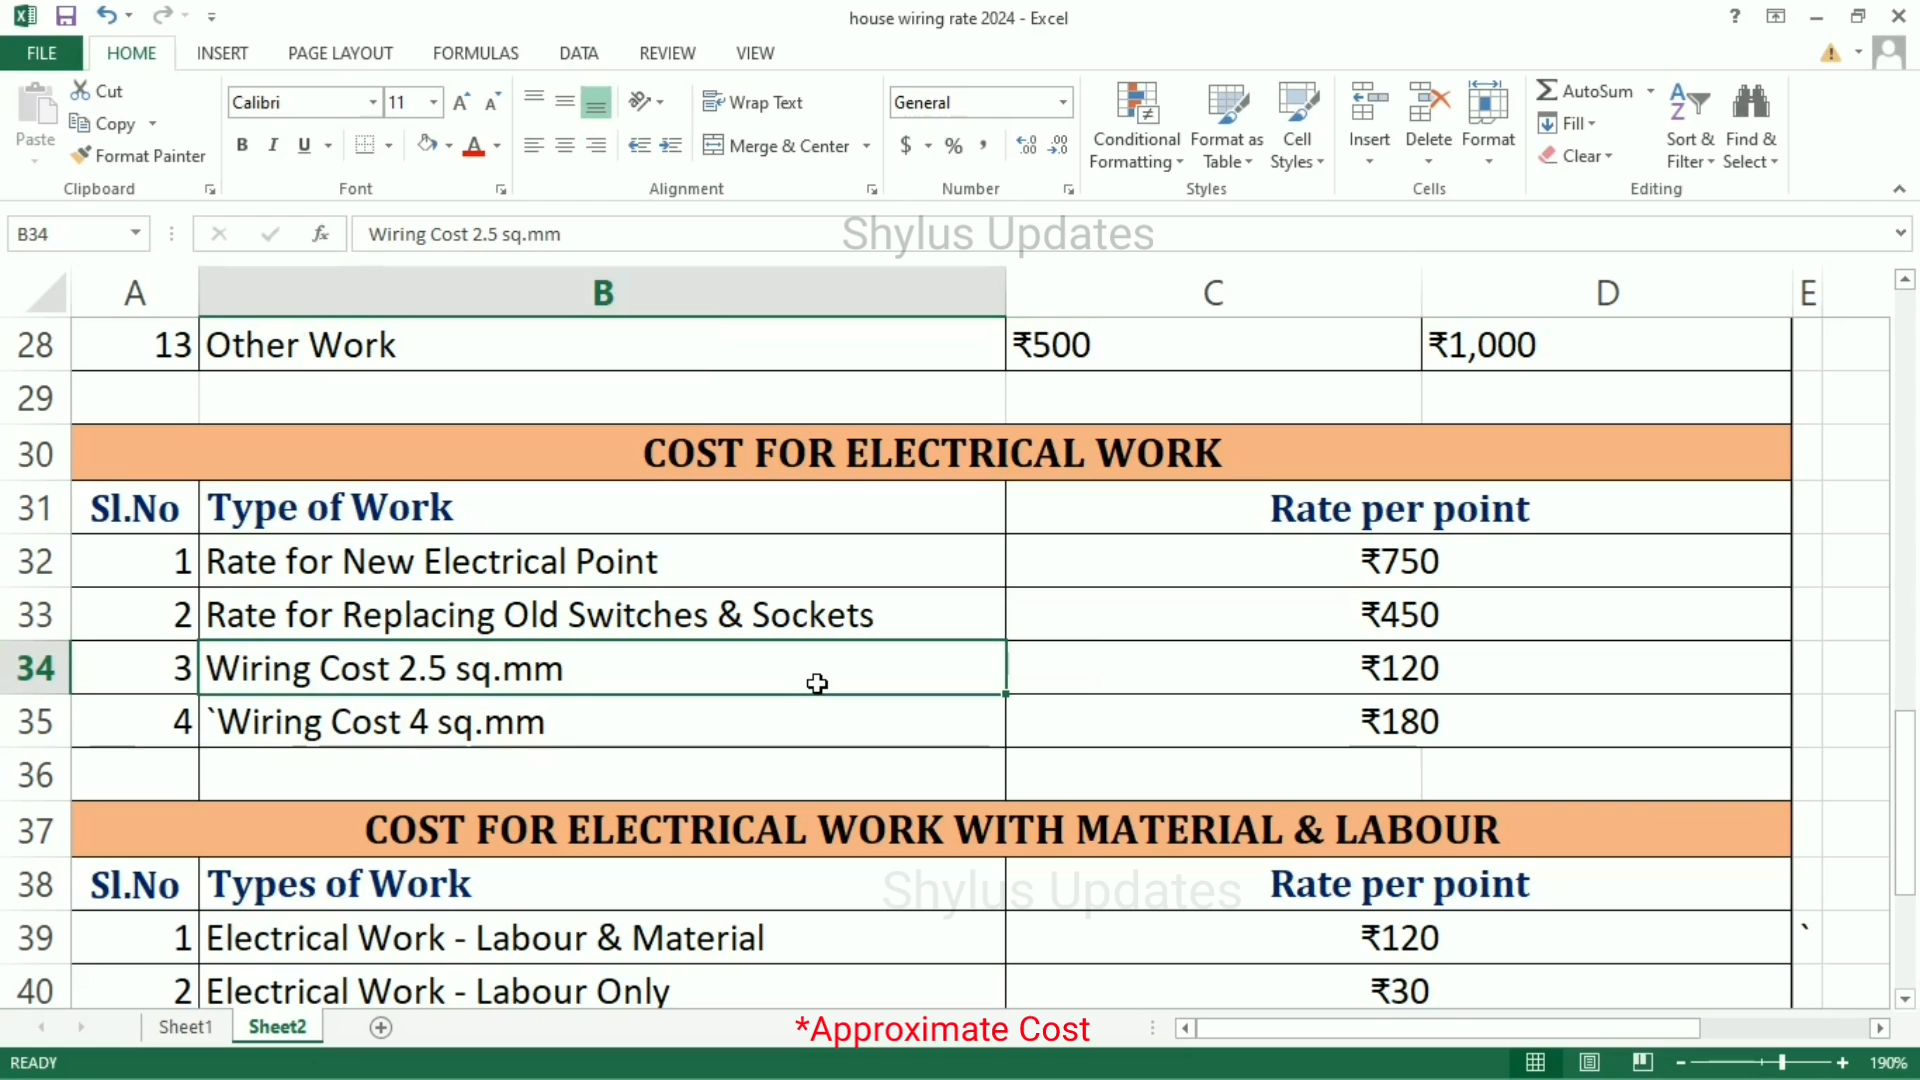 house wiring rate 2024 - Excel
?
FILE HOME INSERT PAGE LAYOUT FORMULAS DATA REVIEW VIEW
Paste
Cut
Copy
Format Painter
Clipboard
Calibri 11
B I U
Font
Wrap Text
Merge & Center
Alignment
General
$ % ,
Number
Conditional Formatting
Format as Table
Cell Styles
Styles
Insert
Delete
Format
Cells
AutoSum
Fill
Clear
Sort & Filter
Find & Select
Editing
B34 fx Wiring Cost 2.5 sq.mm
Shylus Updates
A B C D E
28 13 Other Work ₹500 ₹1,000
29
30 COST FOR ELECTRICAL WORK
31 Sl.No Type of Work Rate per point
32 1 Rate for New Electrical Point ₹750
33 2 Rate for Replacing Old Switches & Sockets ₹450
34 3 Wiring Cost 2.5 sq.mm ₹120
35 4 `Wiring Cost 4 sq.mm ₹180
36
37 COST FOR ELECTRICAL WORK WITH MATERIAL & LABOUR
38 Sl.No Types of Work Rate per point
Shylus Updates
39 1 Electrical Work - Labour & Material ₹120 `
40 2 Electrical Work - Labour Only ₹30
Sheet1 Sheet2
*Approximate Cost
READY 190%